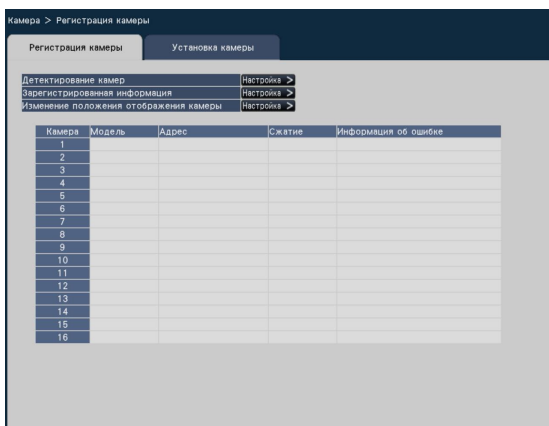 Камера > Регистрация камеры
Регистрация камеры Установка камеры
Детектирование камер Настройка >
Зарегистрированная информация Настройка >
Изменение положения отображения камеры Настройка >
Камера Модель Адрес Сжатие Информация об ошибке
1
2
3
4
5
6
7
8
9
10
11
12
13
14
15
16